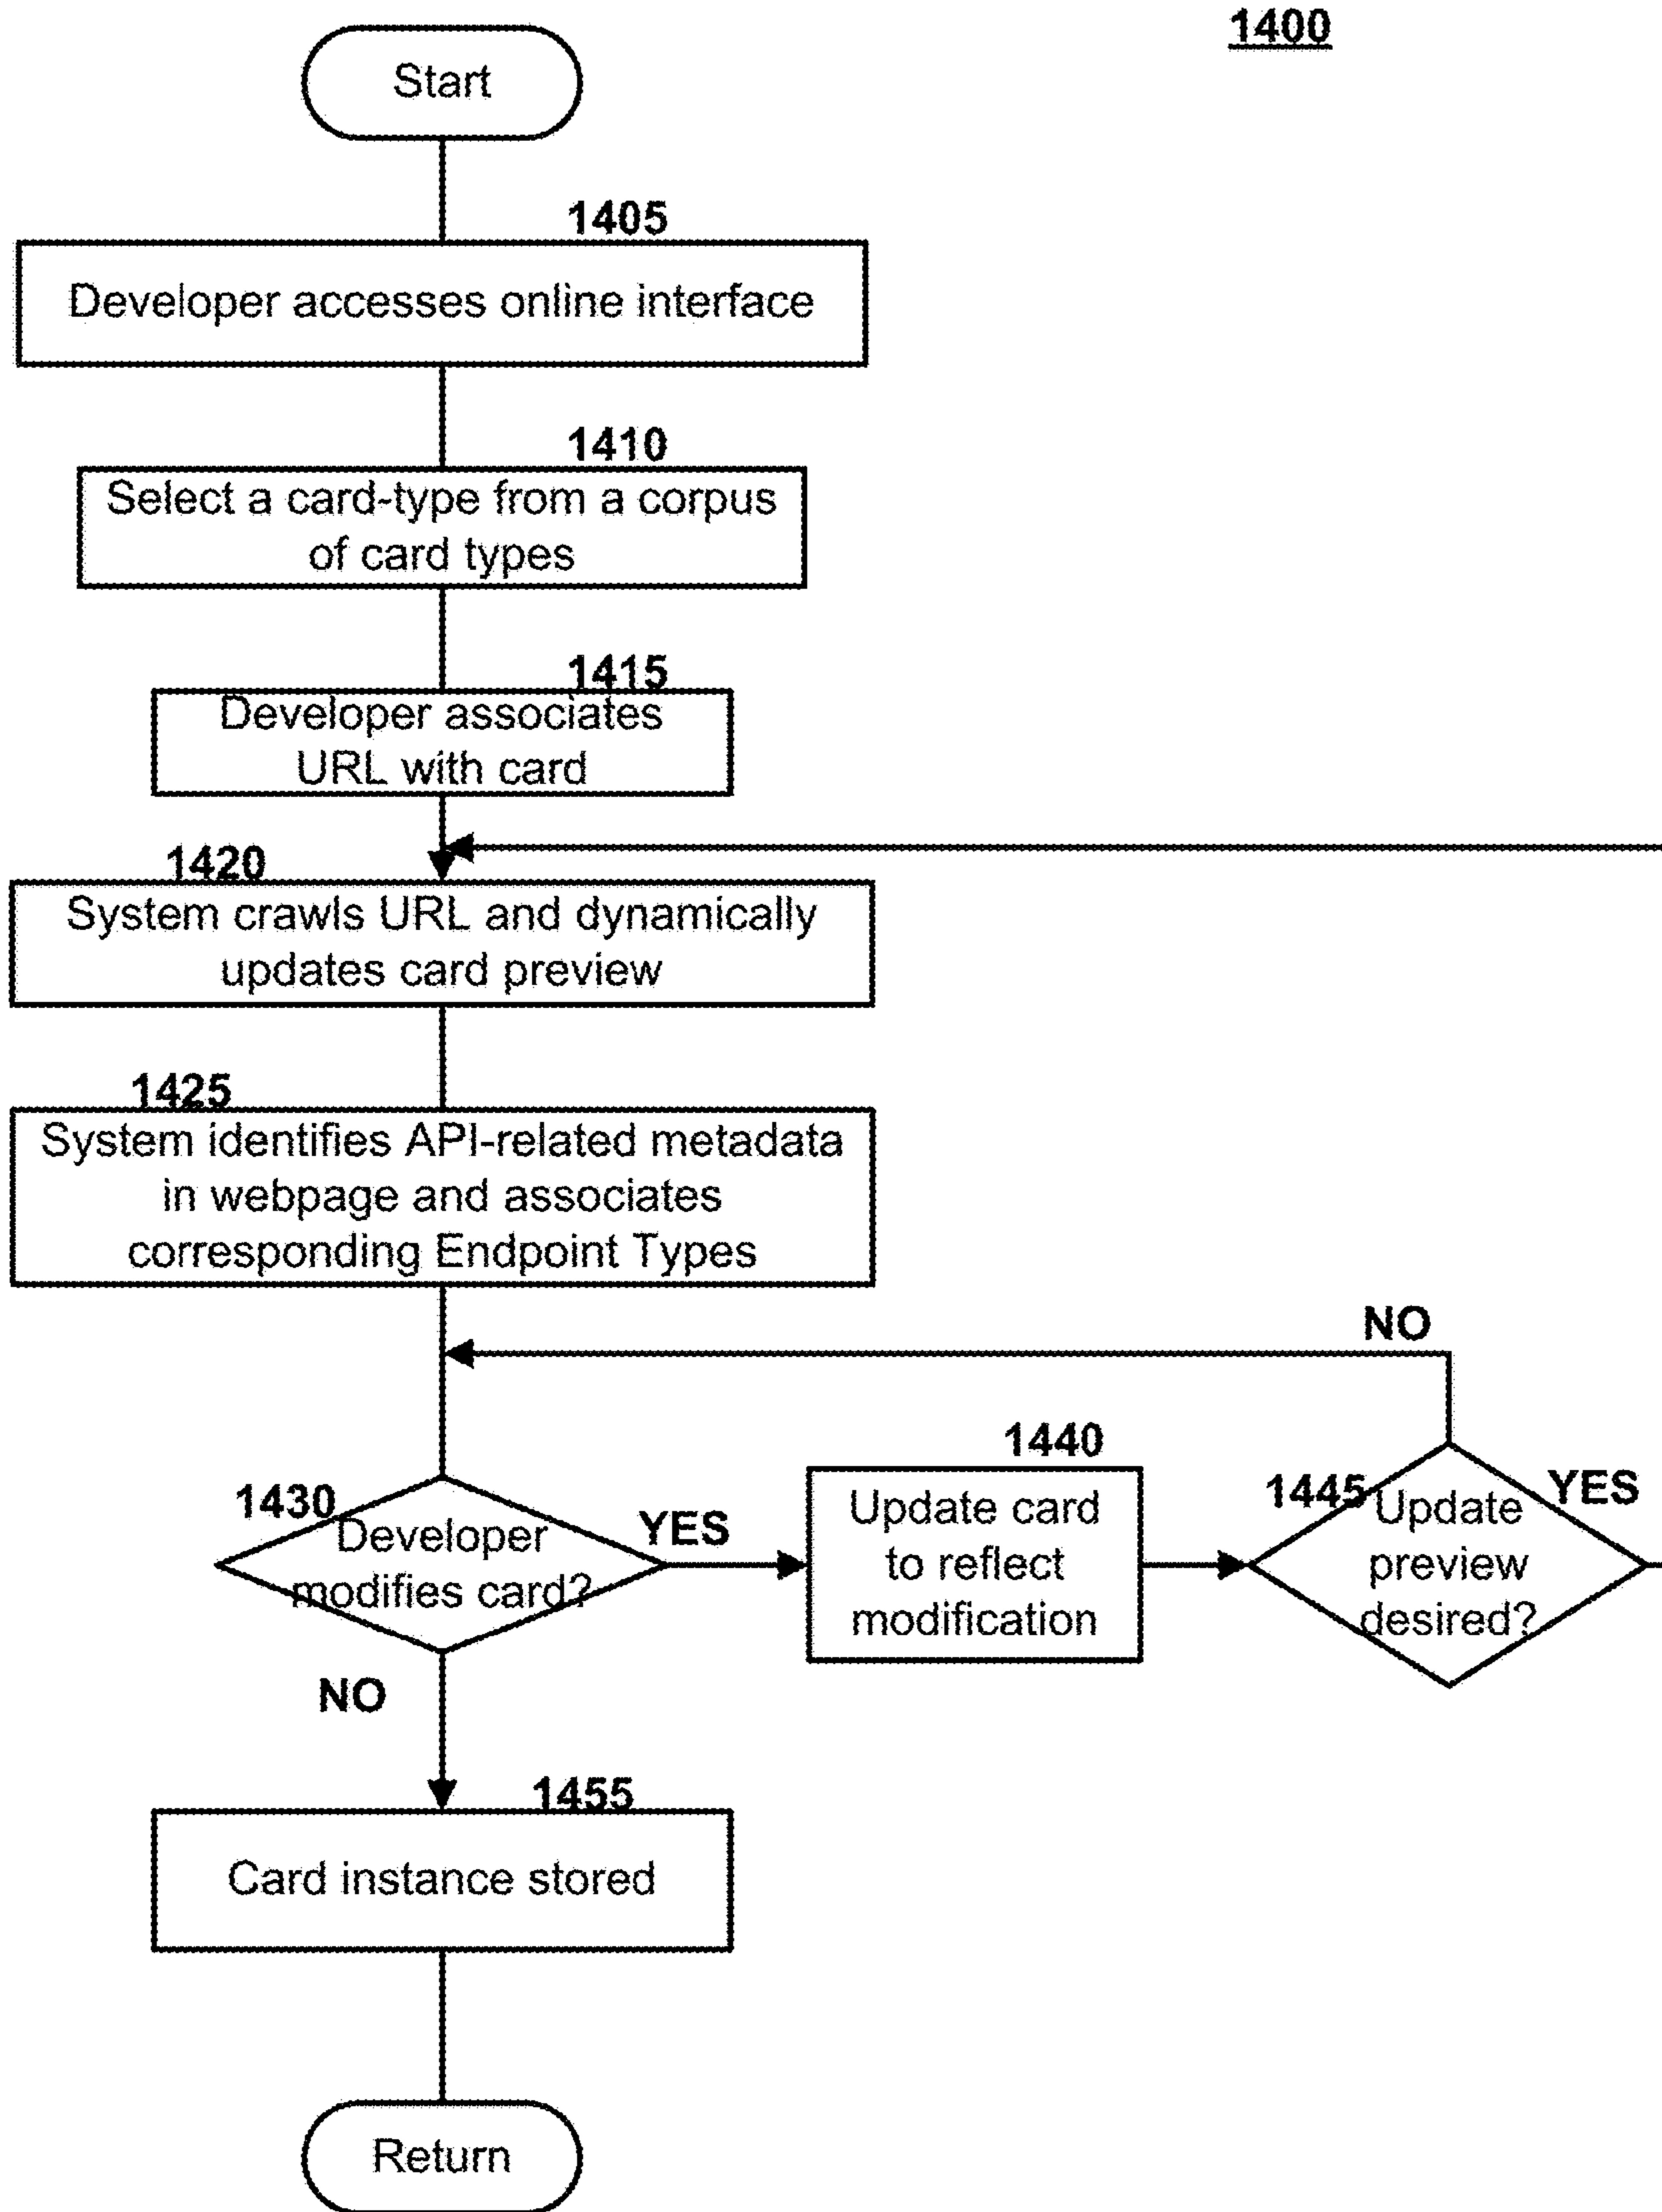 1400
Start
1405
Developer accesses online interface
1410
Select a card-type from a corpus
of card types
1415
Developer associates
URL with card
1420
System crawls URL and dynamically
updates card preview
1425
System identifies API-related metadata
in webpage and associates
corresponding Endpoint Types
NO
1430
Developer
modifies card?
YES
1440
Update card
to reflect
modification
1445
Update
preview
desired?
YES
NO
1455
Card instance stored
Return